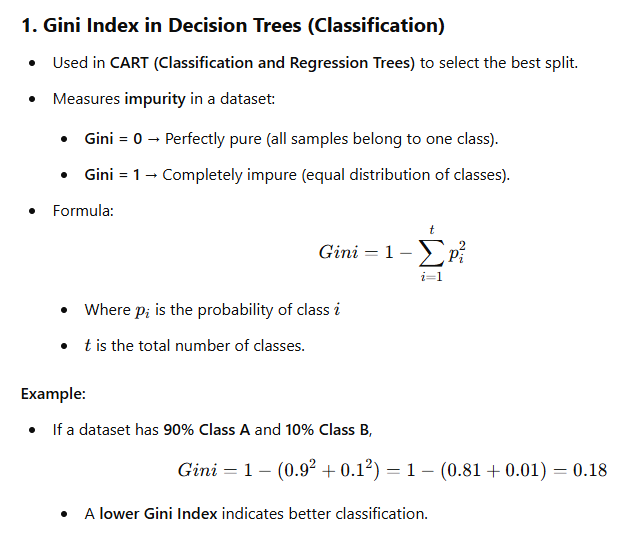 1. Gini Index in Decision Trees (Classification)
• Used in CART (Classification and Regression Trees) to select the best split.
• Measures impurity in a dataset:
• Gini = 0 → Perfectly pure (all samples belong to one class).
• Gini = 1 → Completely impure (equal distribution of classes).
• Formula:
Gini = 1 − ∑_{i=1}^{t} p_i^2
• Where p_i is the probability of class i
• t is the total number of classes.
Example:
• If a dataset has 90% Class A and 10% Class B,
Gini = 1 − (0.9² + 0.1²) = 1 − (0.81 + 0.01) = 0.18
• A lower Gini Index indicates better classification.